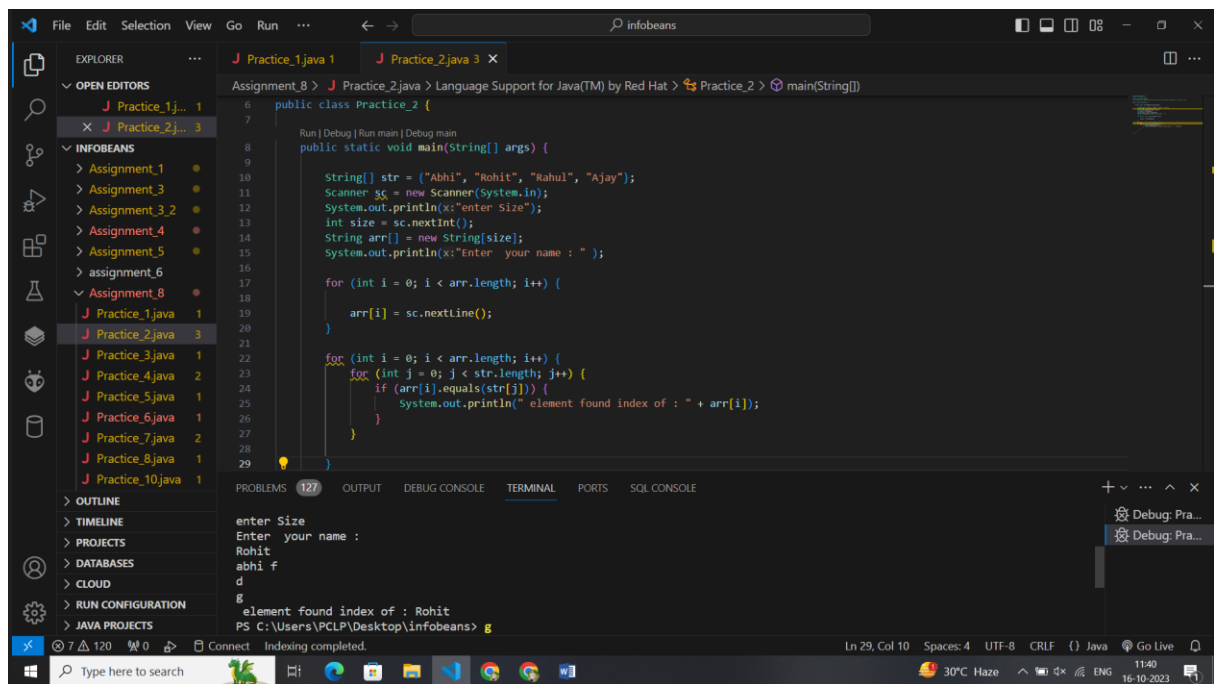 File Edit Selection View Go Run ··· ← → infobeans
EXPLORER ···
OPEN EDITORS
J Practice_1.j... 1
× J Practice_2.j... 3
INFOBEANS
> Assignment_1
> Assignment_3
> Assignment_3_2
> Assignment_4
> Assignment_5
> assignment_6
Assignment_8
J Practice_1.java 1
J Practice_2.java 3
J Practice_3.java 1
J Practice_4.java 2
J Practice_5.java 1
J Practice_6.java 1
J Practice_7.java 2
J Practice_8.java 1
J Practice_10.java 1
> OUTLINE
> TIMELINE
> PROJECTS
> DATABASES
> CLOUD
> RUN CONFIGURATION
> JAVA PROJECTS
J Practice_1.java 1 J Practice_2.java 3 ×
Assignment_8 > J Practice_2.java > Language Support for Java(TM) by Red Hat > Practice_2 > main(String[])
6 public class Practice_2 {
7
Run | Debug | Run main | Debug main
8 public static void main(String[] args) {
9
10 String[] str = {"Abhi", "Rohit", "Rahul", "Ajay"};
11 Scanner sc = new Scanner(System.in);
12 System.out.println(x:"enter Size");
13 int size = sc.nextInt();
14 String arr[] = new String[size];
15 System.out.println(x:"Enter  your name : " );
16
17 for (int i = 0; i < arr.length; i++) {
18
19 arr[i] = sc.nextLine();
20 }
21
22 for (int i = 0; i < arr.length; i++) {
23 for (int j = 0; j < str.length; j++) {
24 if (arr[i].equals(str[j])) {
25 System.out.println(" element found index of : " + arr[i]);
26 }
27 }
28
29 }
PROBLEMS 127 OUTPUT DEBUG CONSOLE TERMINAL PORTS SQL CONSOLE
enter Size
Enter  your name :
Rohit
abhi f
d
g
element found index of : Rohit
PS C:\Users\PCLP\Desktop\infobeans> g
Debug: Pra...
Debug: Pra...
7 120 0 Connect Indexing completed. Ln 29, Col 10 Spaces: 4 UTF-8 CRLF {} Java Go Live
Type here to search 30°C Haze ENG 11:40
16-10-2023